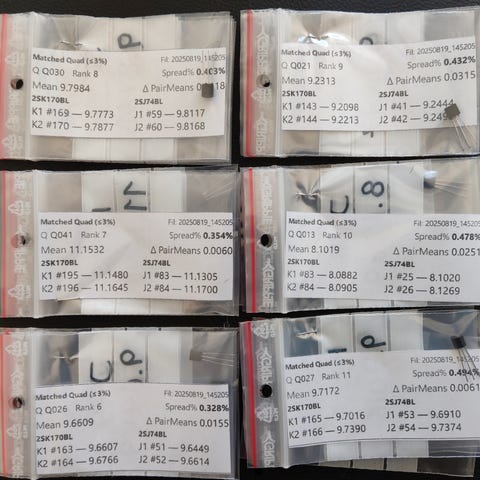 Matched Quad (≤3%) Fil: 20250819_145205
Q Q030 Rank 8 Spread% 0.403%
Mean 9.7984 Δ PairMeans
2SK170BL 2SJ74BL
K1 #169 — 9.7773 J1 #59 — 9.8117
K2 #170 — 9.7877 J2 #60 — 9.8168
Matched Quad (≤3%) Fil: 20250819_145205
Q Q021 Rank 9 Spread% 0.432%
Mean 9.2313 Δ PairMeans 0.0315
2SK170BL 2SJ74BL
K1 #143 — 9.2098 J1 #41 — 9.2444
K2 #144 — 9.2213 J2 #42 —
Matched Quad (≤3%) Fil: 20250819_145205
Q Q041 Rank 7 Spread% 0.354%
Mean 11.1532 Δ PairMeans 0.0060
2SK170BL 2SJ74BL
K1 #195 — 11.1480 J1 #83 — 11.1305
K2 #196 — 11.1645 J2 #84 — 11.1700
8.
Matched Quad (≤3%) Fil: 20250819_145205
Q Q013 Rank 10 Spread% 0.478%
Mean 8.1019 Δ PairMeans 0.0251
2SK170BL 2SJ74BL
K1 #83 — 8.0882 J1 #25 — 8.1020
K2 #84 — 8.0905 J2 #26 — 8.1269
Matched Quad (≤3%) Fil: 20250819_145205
Q Q026 Rank 6 Spread% 0.328%
Mean 9.6609 Δ PairMeans 0.0155
2SK170BL 2SJ74BL
K1 #163 — 9.6607 J1 #51 — 9.6449
K2 #164 — 9.6766 J2 #52 — 9.6614
Matched Quad (≤3%) Fil: 20250819_145205
Q Q027 Rank 11 Spread% 0.494%
Mean 9.7172 Δ PairMeans 0.0061
2SK170BL 2SJ74BL
K1 #165 — 9.7016 J1 #53 — 9.6910
K2 #166 — 9.7390 J2 #54 — 9.7374